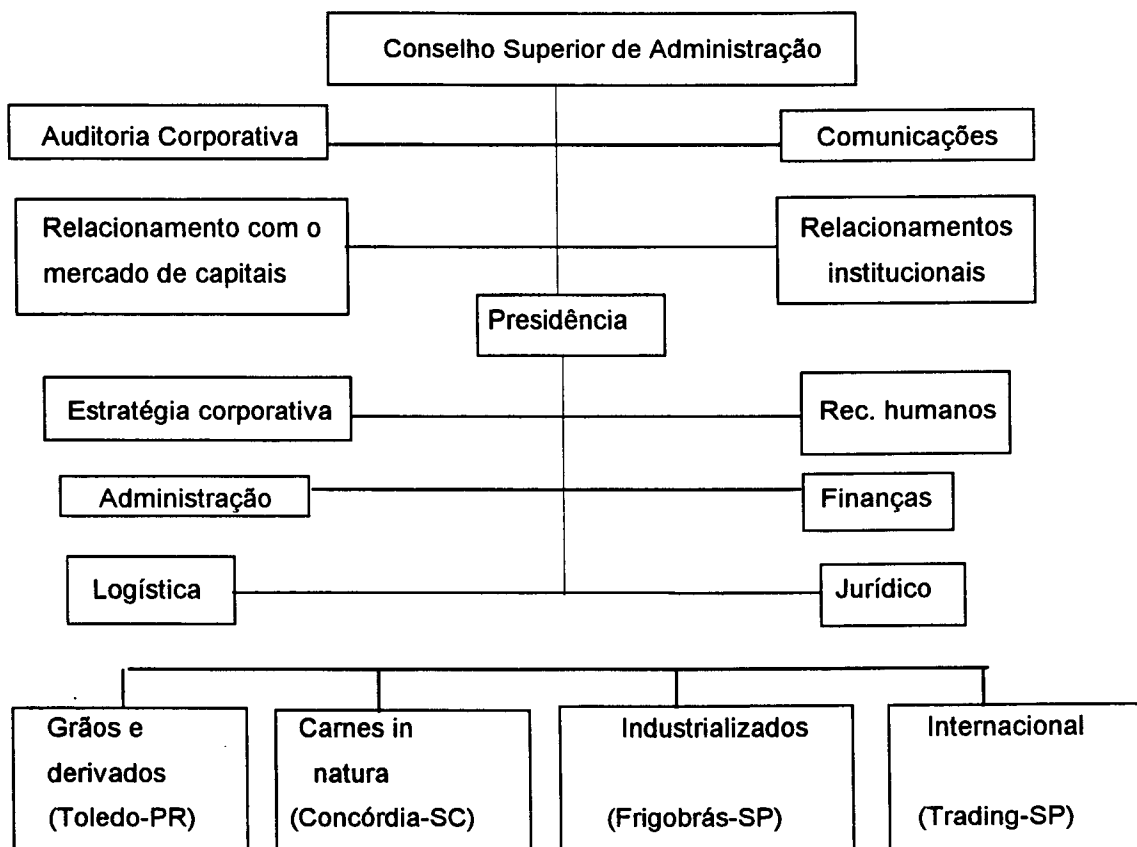 Conselho Superior de Administração
Auditoria Corporativa
Comunicações
Relacionamento com o
mercado de capitais
Relacionamentos
institucionais
Presidência
Estratégia corporativa
Rec. humanos
Administração
Finanças
Logística
Jurídico
Grãos e
derivados
(Toledo-PR)
Carnes in
natura
(Concórdia-SC)
Industrializados
(Frigobrás-SP)
Internacional
(Trading-SP)